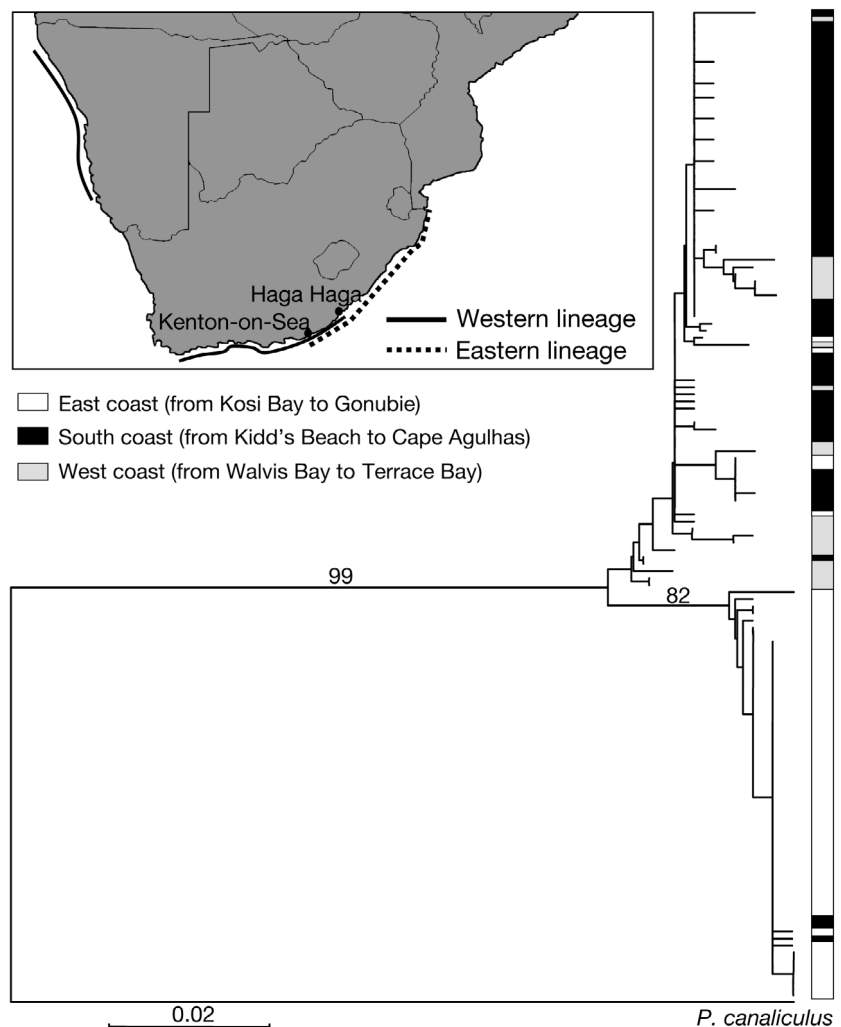 Haga Haga
Kenton-on-Sea
Western lineage
Eastern lineage
East coast (from Kosi Bay to Gonubie)
South coast (from Kidd's Beach to Cape Agulhas)
West coast (from Walvis Bay to Terrace Bay)
99
82
0.02
P. canaliculus